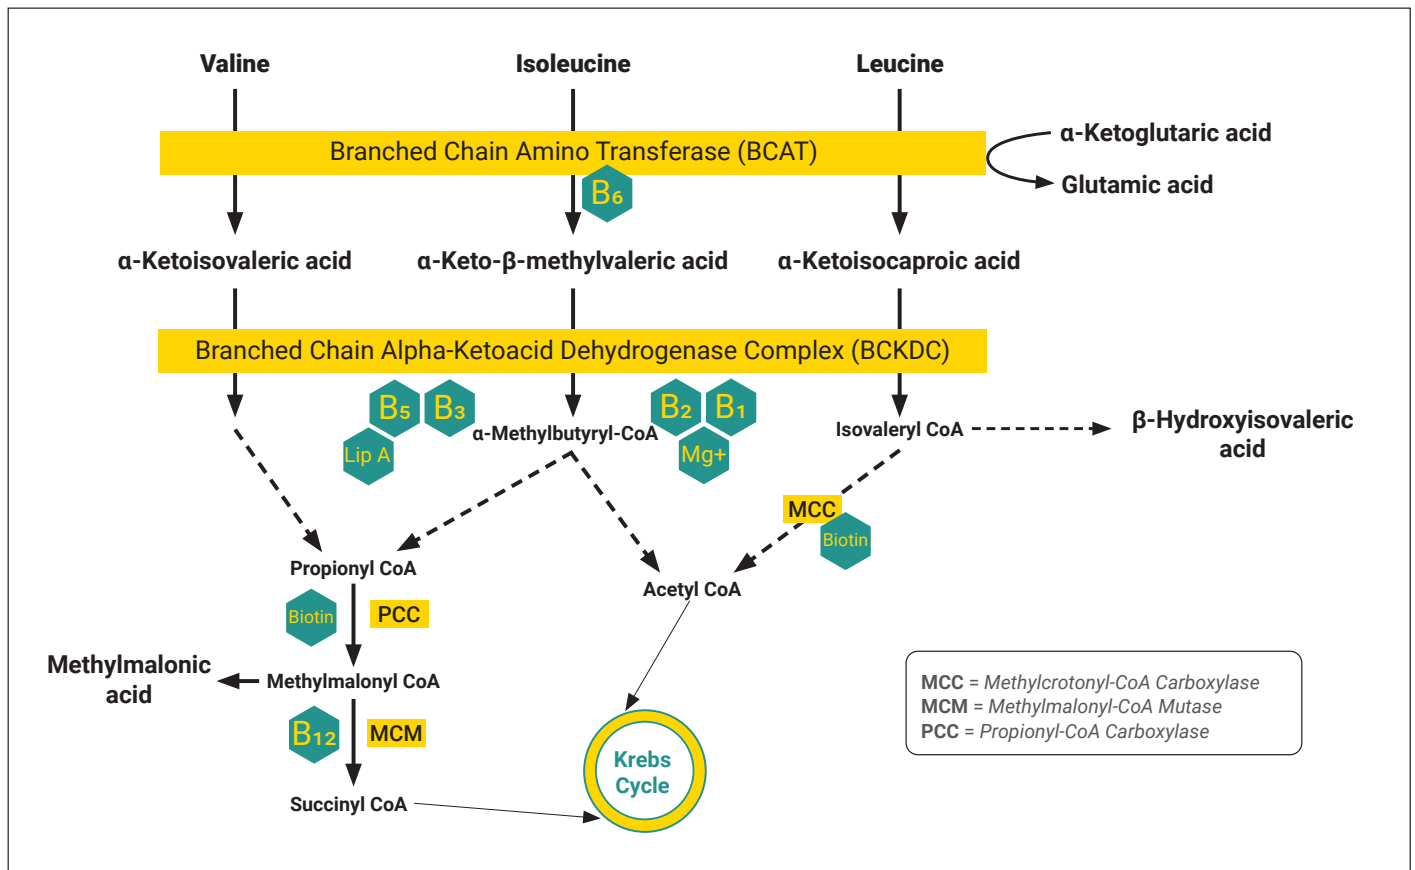 Valine
Isoleucine
Leucine
Branched Chain Amino Transferase (BCAT)
α-Ketoglutaric acid
Glutamic acid
B₆
α-Ketoisovaleric acid
α-Keto-β-methylvaleric acid
α-Ketoisocaproic acid
Branched Chain Alpha-Ketoacid Dehydrogenase Complex (BCKDC)
B₅
B₃
B₂
B₁
α-Methylbutyryl-CoA
Lip A
Mg+
Isovaleryl CoA
β-Hydroxyisovaleric
acid
MCC
Biotin
Propionyl CoA
Acetyl CoA
Biotin
PCC
Methylmalonic
acid
Methylmalonyl CoA
B₁₂
MCM
Succinyl CoA
Krebs
Cycle
MCC = Methylcrotonyl-CoA Carboxylase
MCM = Methylmalonyl-CoA Mutase
PCC = Propionyl-CoA Carboxylase